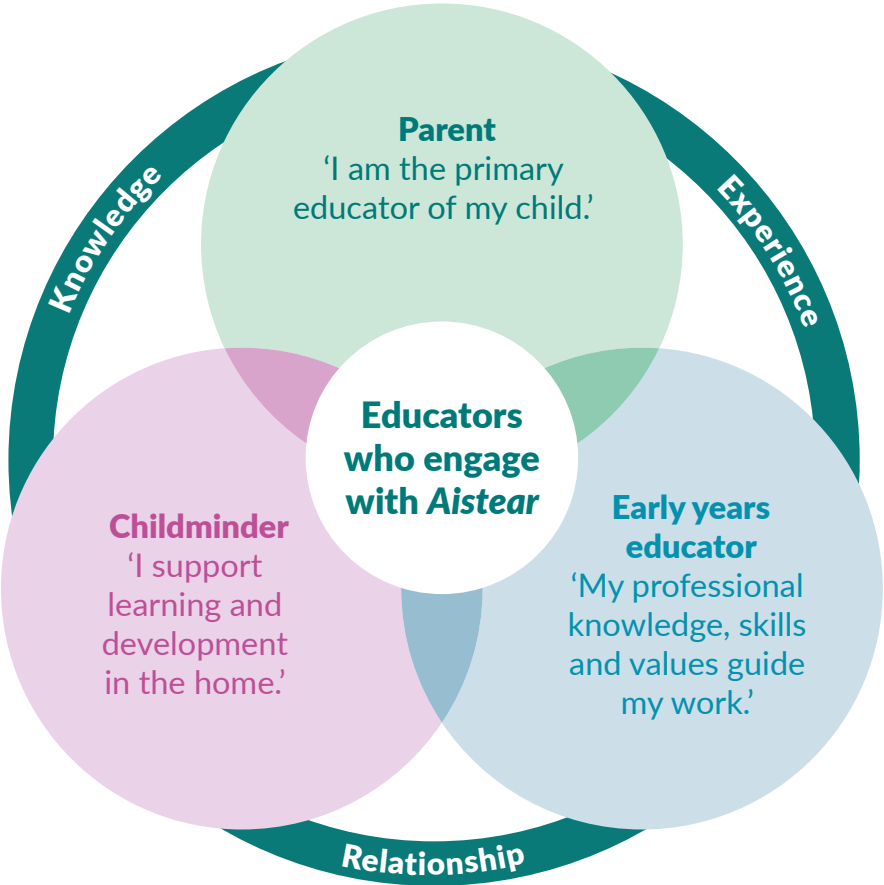 Parent
‘I am the primary
educator of my child.’
Knowledge
Experience
Educators
who engage
with Aistear
Childminder
‘I support
learning and
development
in the home.’
Early years
educator
‘My professional
knowledge, skills
and values guide
my work.’
Relationship